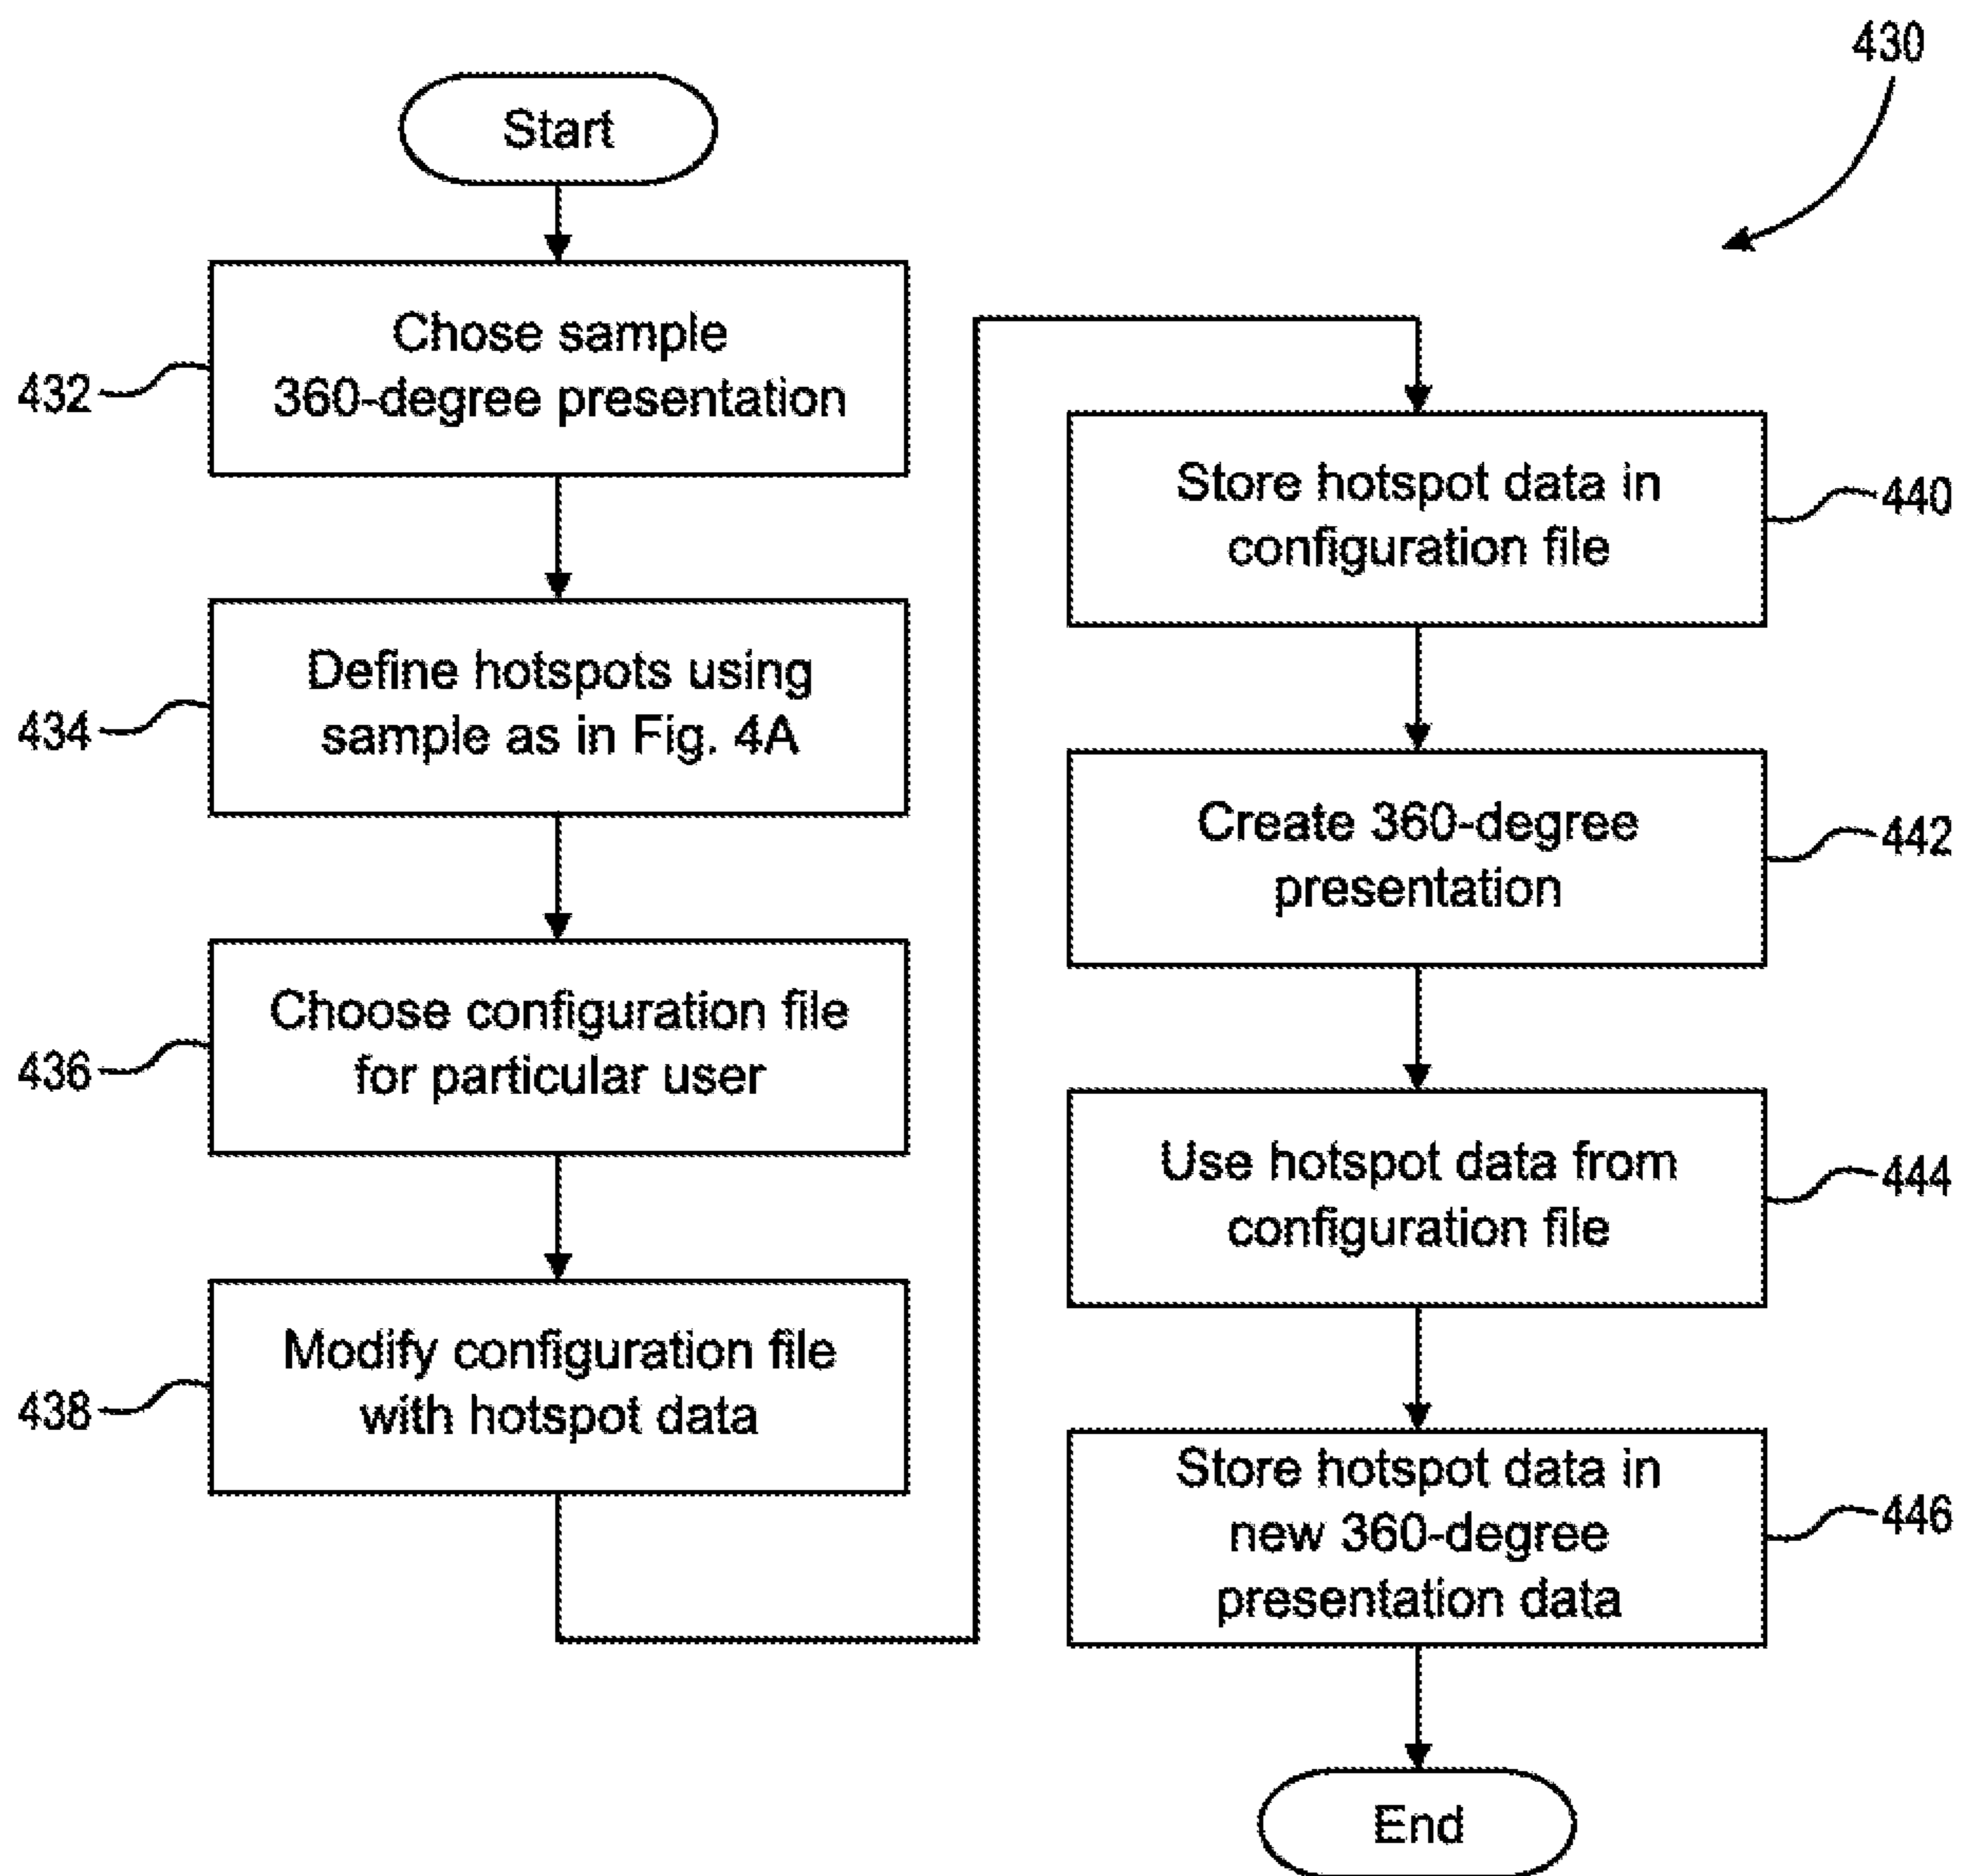 430
Start
Chose sample
360-degree presentation
432
Define hotspots using
sample as in Fig. 4A
434
Choose configuration file
for particular user
436
Modify configuration file
with hotspot data
438
Store hotspot data in
configuration file
440
Create 360-degree
presentation
442
Use hotspot data from
configuration file
444
Store hotspot data in
new 360-degree
presentation data
446
End